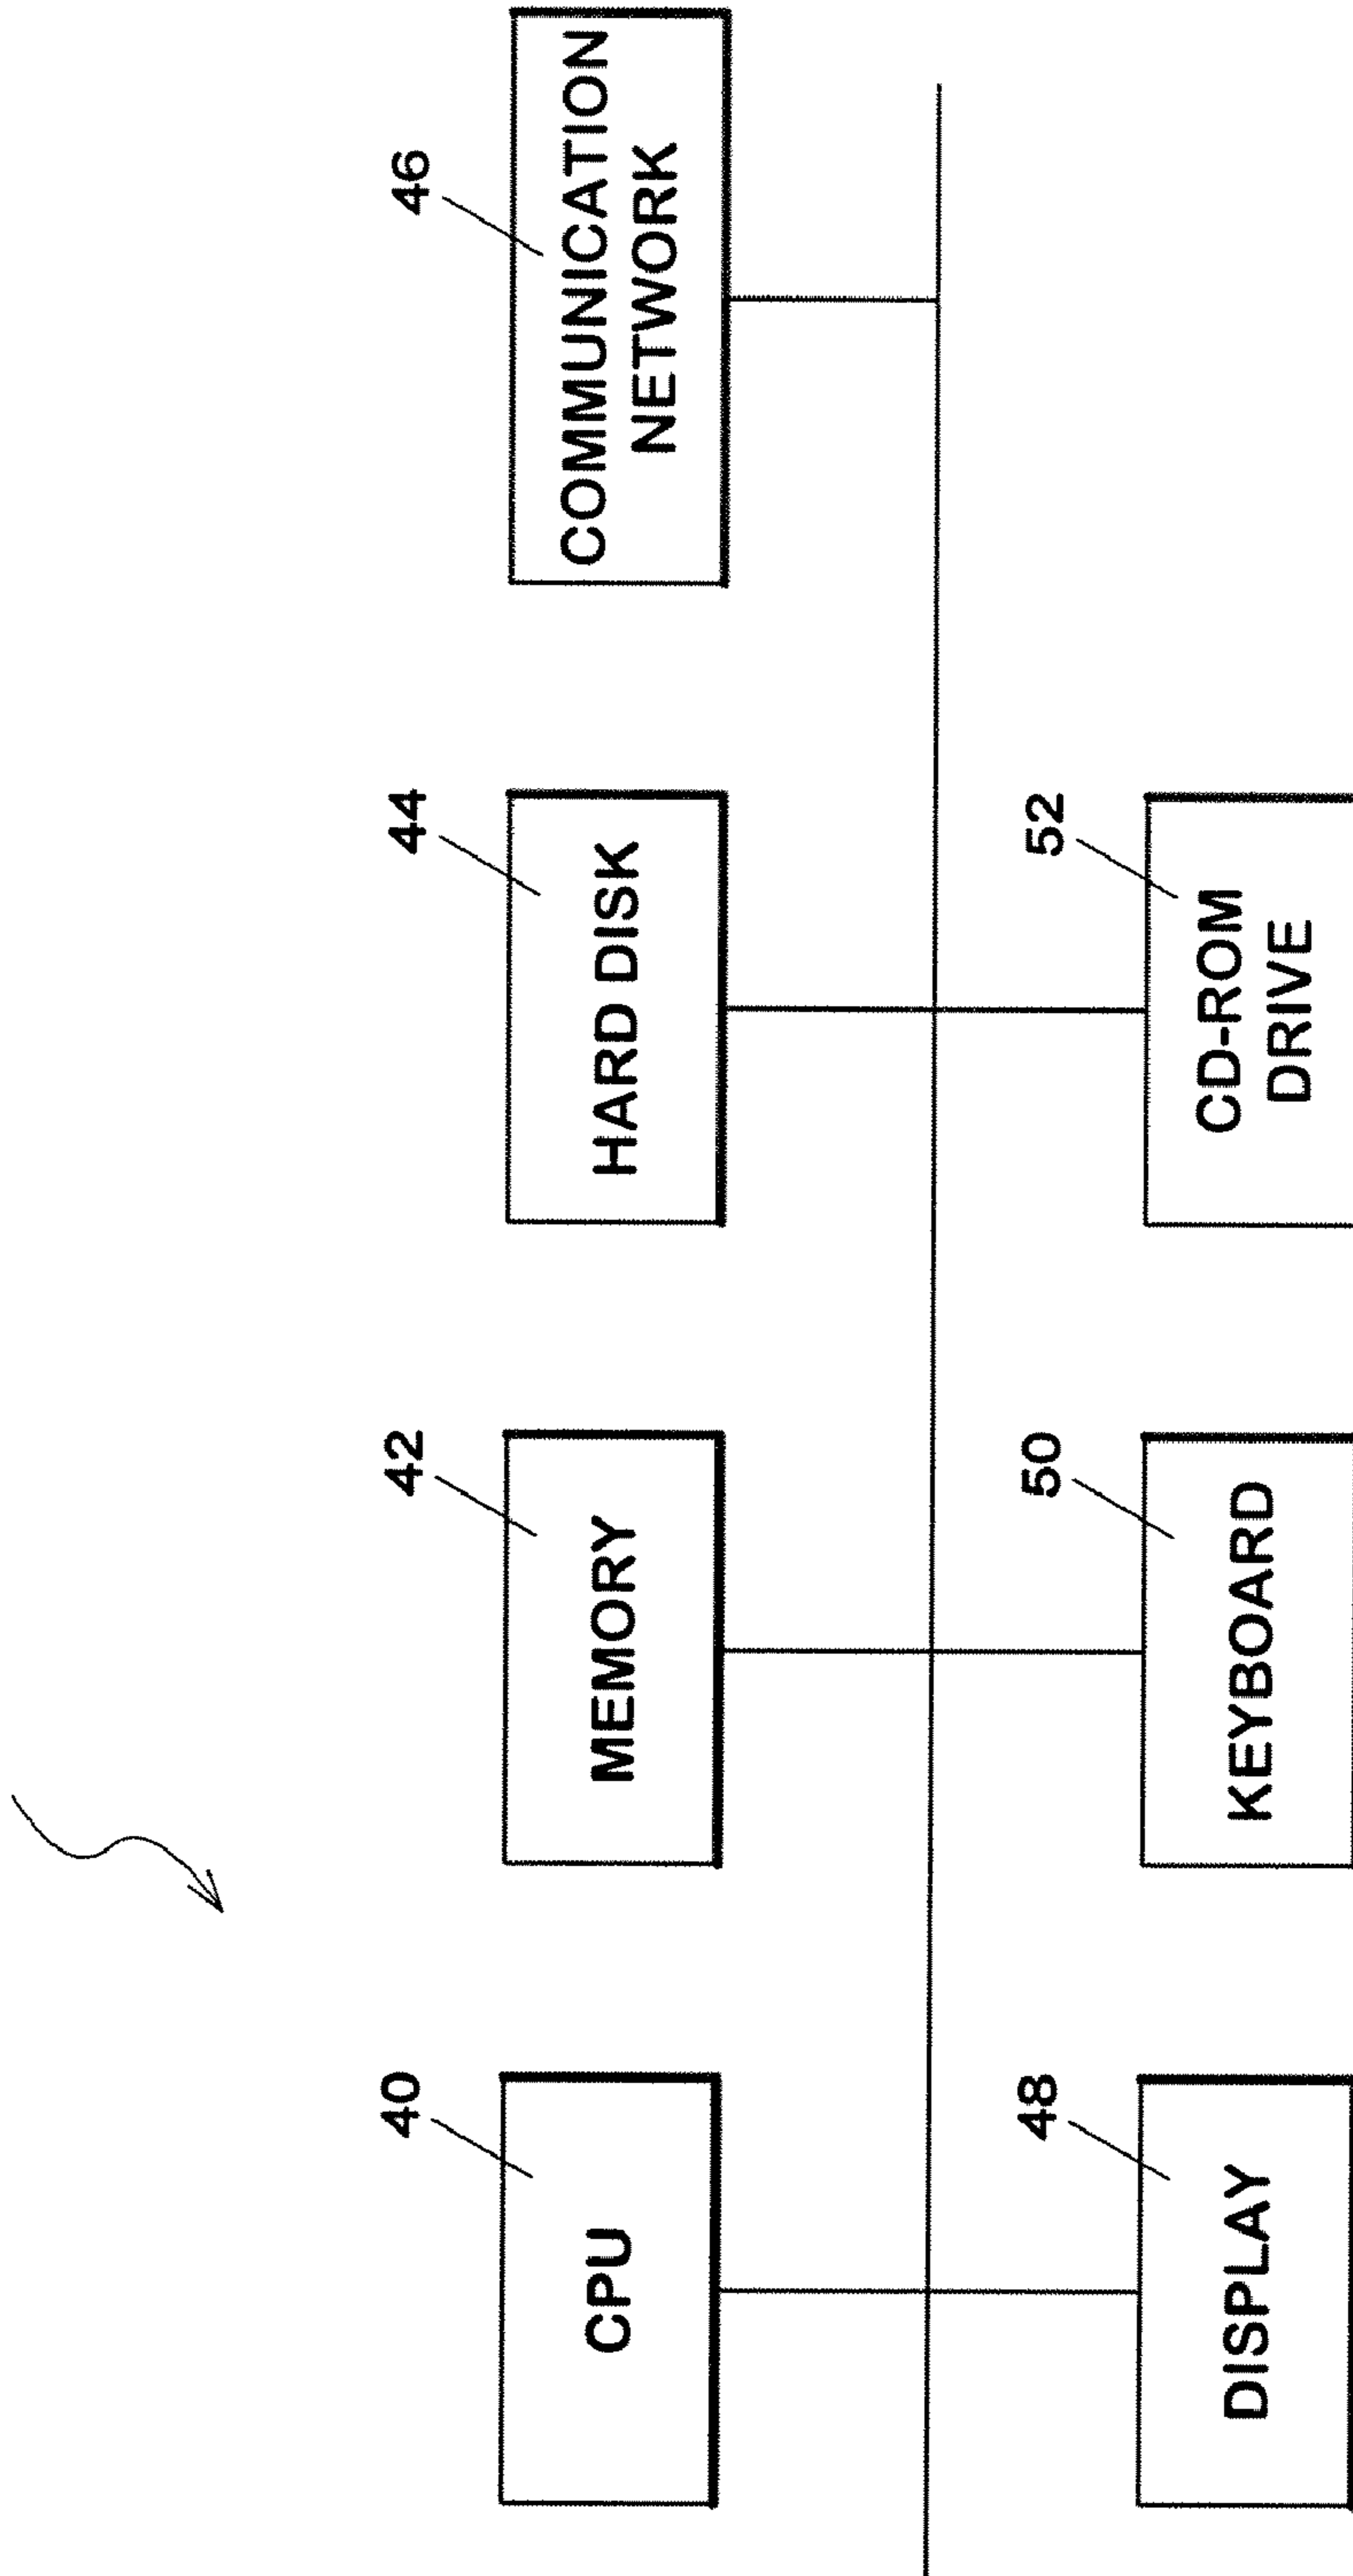 40
CPU
42
MEMORY
44
HARD DISK
46
COMMUNICATION
NETWORK
48
DISPLAY
50
KEYBOARD
52
CD-ROM
DRIVE